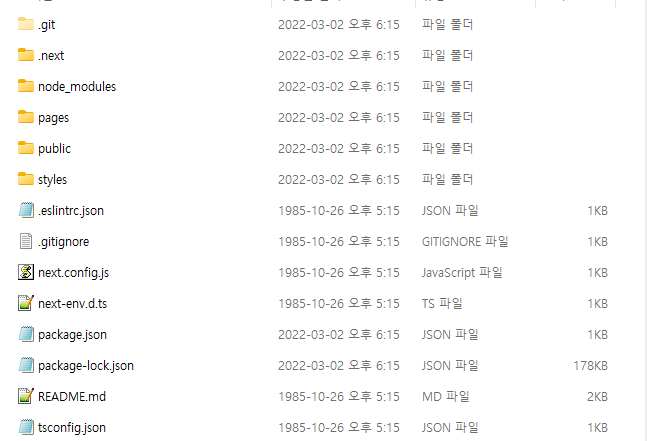 .git 2022-03-02 오후 6:15 파일 폴더
.next 2022-03-02 오후 6:15 파일 폴더
node_modules 2022-03-02 오후 6:15 파일 폴더
pages 2022-03-02 오후 6:15 파일 폴더
public 2022-03-02 오후 6:15 파일 폴더
styles 2022-03-02 오후 6:15 파일 폴더
.eslintrc.json 1985-10-26 오후 5:15 JSON 파일 1KB
.gitignore 1985-10-26 오후 5:15 GITIGNORE 파일 1KB
next.config.js 1985-10-26 오후 5:15 JavaScript 파일 1KB
next-env.d.ts 1985-10-26 오후 5:15 TS 파일 1KB
package.json 2022-03-02 오후 6:15 JSON 파일 1KB
package-lock.json 2022-03-02 오후 6:15 JSON 파일 178KB
README.md 1985-10-26 오후 5:15 MD 파일 2KB
tsconfig.json 1985-10-26 오후 5:15 JSON 파일 1KB